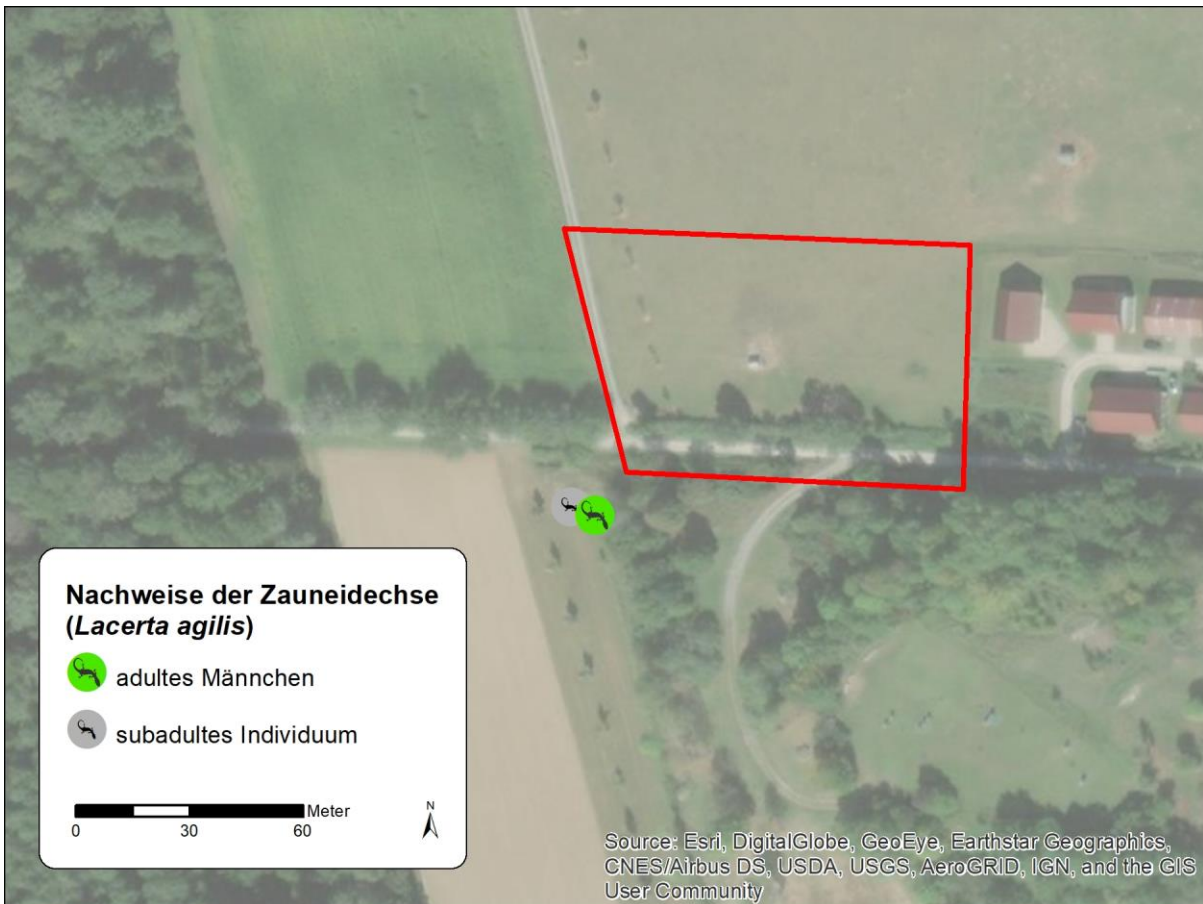 Nachweise der Zauneidechse
(Lacerta agilis)
adultes Männchen
subadultes Individuum
Meter
0 30 60
N
Source: Esri, DigitalGlobe, GeoEye, Earthstar Geographics,
CNES/Airbus DS, USDA, USGS, AeroGRID, IGN, and the GIS
User Community